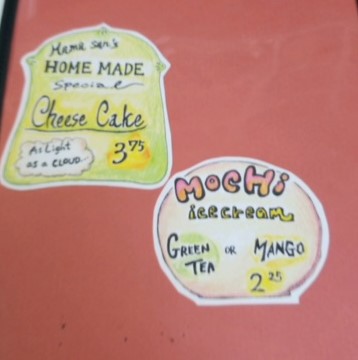 Mama san's
HOME MADE
Special
Cheese Cake
As Light
as a CLOUD
3.75
MOCHi
icecream
GREEN OR MANGO
TEA
2.25